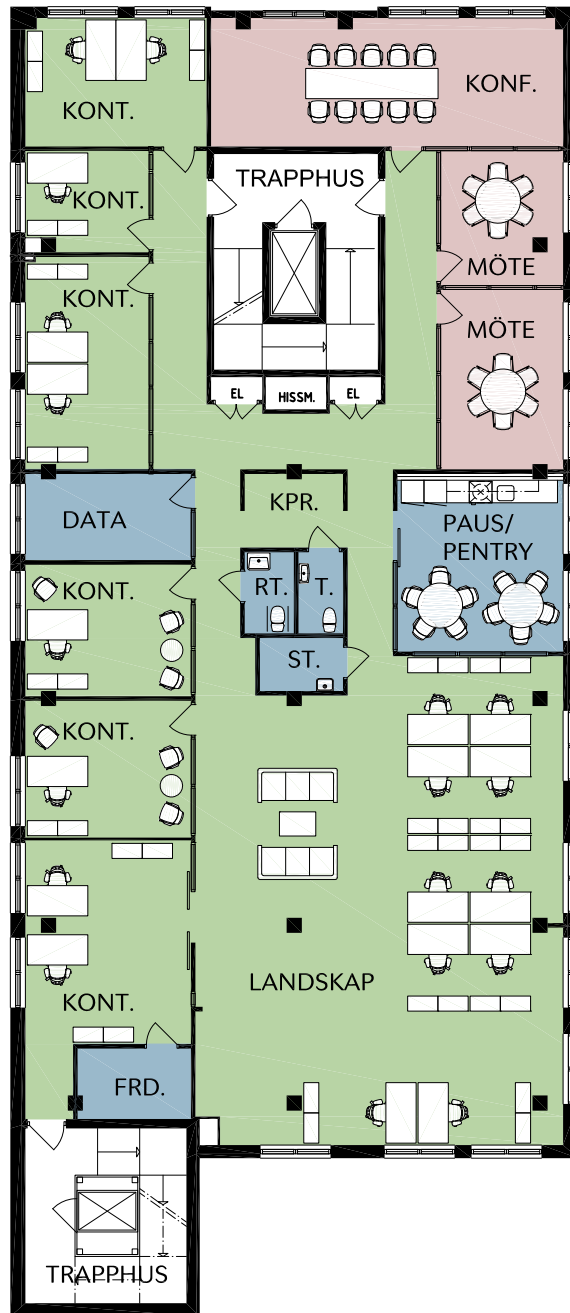 KONT.
KONF.
TRAPPHUS
KONT.
MÖTE
KONT.
MÖTE
EL
HISSM.
EL
KPR.
DATA
PAUS/
PENTRY
KONT.
RT.
T.
ST.
KONT.
LANDSKAP
KONT.
FRD.
TRAPPHUS